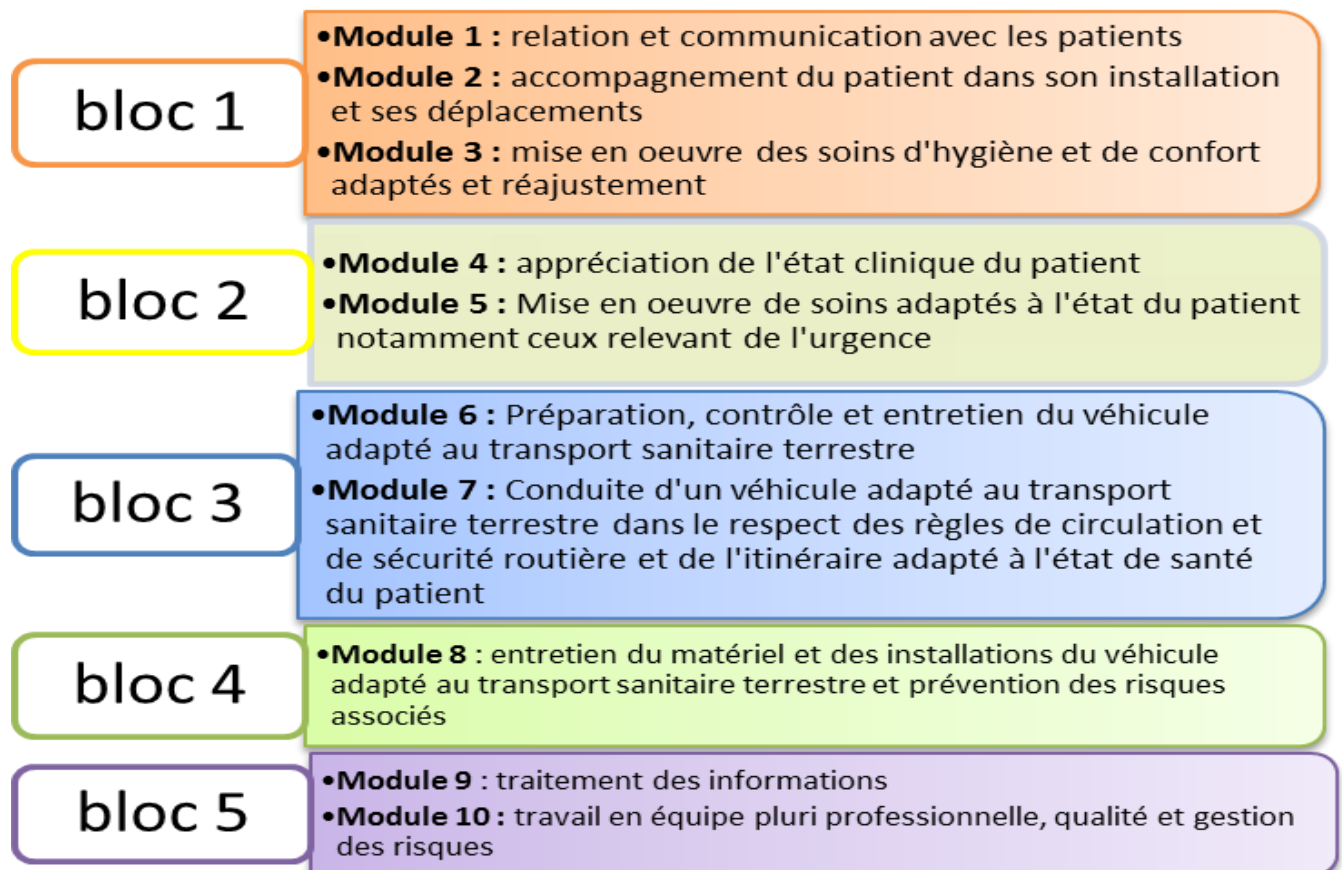 bloc 1
•Module 1 : relation et communication avec les patients
•Module 2 : accompagnement du patient dans son installation
et ses déplacements
•Module 3 : mise en oeuvre des soins d'hygiène et de confort
adaptés et réajustement
bloc 2
•Module 4 : appréciation de l'état clinique du patient
•Module 5 : Mise en oeuvre de soins adaptés à l'état du patient
notamment ceux relevant de l'urgence
bloc 3
•Module 6 : Préparation, contrôle et entretien du véhicule
adapté au transport sanitaire terrestre
•Module 7 : Conduite d'un véhicule adapté au transport
sanitaire terrestre dans le respect des règles de circulation et
de sécurité routière et de l'itinéraire adapté à l'état de santé
du patient
bloc 4
•Module 8 : entretien du matériel et des installations du véhicule
adapté au transport sanitaire terrestre et prévention des risques
associés
bloc 5
•Module 9 : traitement des informations
•Module 10 : travail en équipe pluri professionnelle, qualité et gestion
des risques